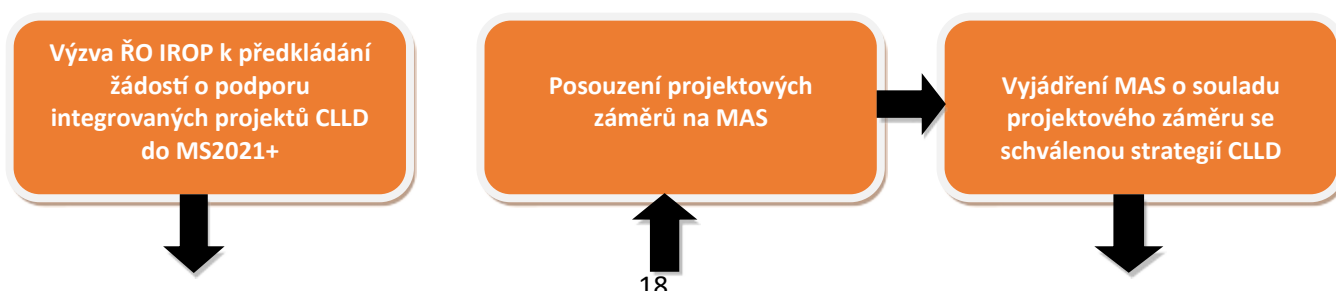 Výzva ŘO IROP k předkládání
žádostí o podporu
integrovaných projektů CLLD
do MS2021+
Posouzení projektových
záměrů na MAS
Vyjádření MAS o souladu
projektového záměru se
schválenou strategií CLLD
18